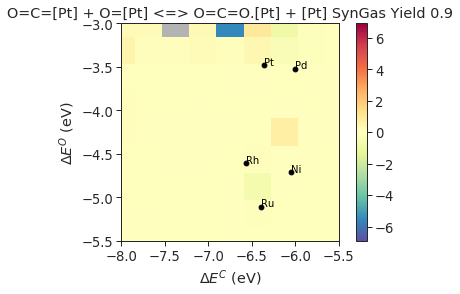 O=C=[Pt] + O=[Pt] <=> O=C=O.[Pt] + [Pt] SynGas Yield 0.9
−3.0
−3.5
−4.0
−4.5
−5.0
−5.5
ΔE^O (eV)
Pt
Pd
Rh
Ni
Ru
−8.0 −7.5 −7.0 −6.5 −6.0 −5.5
ΔE^C (eV)
6
4
2
0
−2
−4
−6